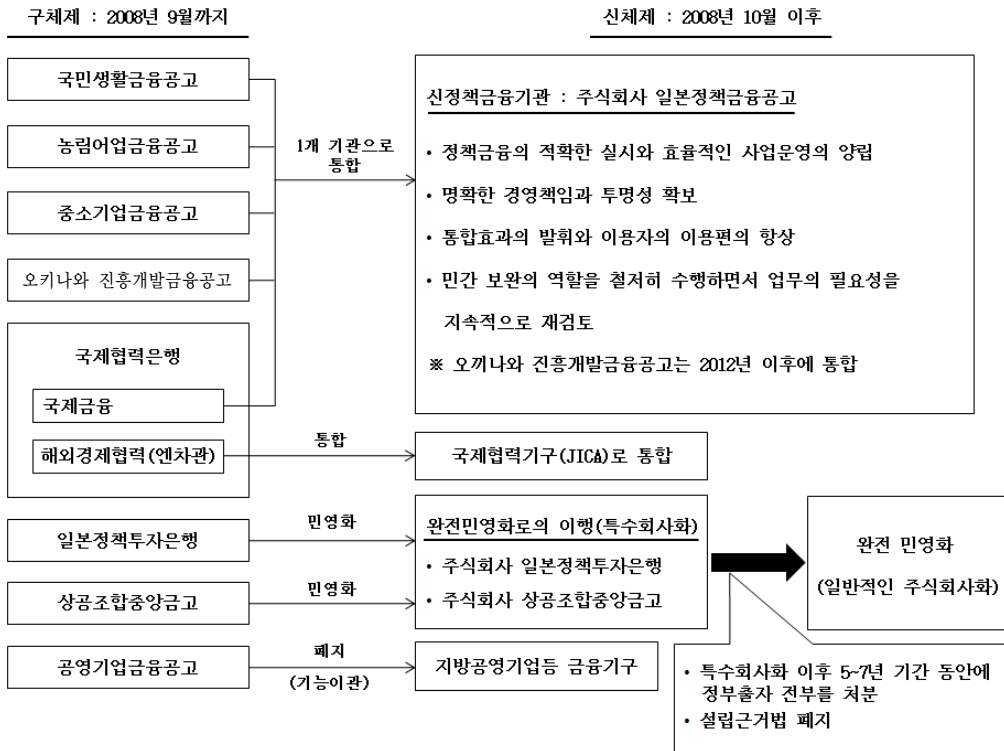 구체제 : 2008년 9월까지
신체제 : 2008년 10월 이후
국민생활금융공고
농림어업금융공고
중소기업금융공고
오키나와 진흥개발금융공고
국제협력은행
국제금융
해외경제협력(엔차관)
일본정책투자은행
상공조합중앙금고
공영기업금융공고
1개 기관으로
통합
통합
민영화
민영화
폐지
(기능이관)
신정책금융기관 : 주식회사 일본정책금융공고
• 정책금융의 적확한 실시와 효율적인 사업운영의 양립
• 명확한 경영책임과 투명성 확보
• 통합효과의 발휘와 이용자의 이용편의 향상
• 민간 보완의 역할을 철저히 수행하면서 업무의 필요성을
지속적으로 재검토
※ 오끼나와 진흥개발금융공고는 2012년 이후에 통합
국제협력기구(JICA)로 통합
완전민영화로의 이행(특수회사화)
• 주식회사 일본정책투자은행
• 주식회사 상공조합중앙금고
지방공영기업등 금융기구
완전 민영화
(일반적인 주식회사화)
• 특수회사화 이후 5~7년 기간 동안에
정부출자 전부를 처분
• 설립근거법 폐지